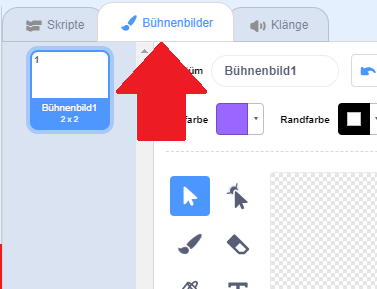 Skripte
Bühnenbilder
Klänge
1
Bühnenbild1
2 x 2
Bühnenbild1
Randfarbe